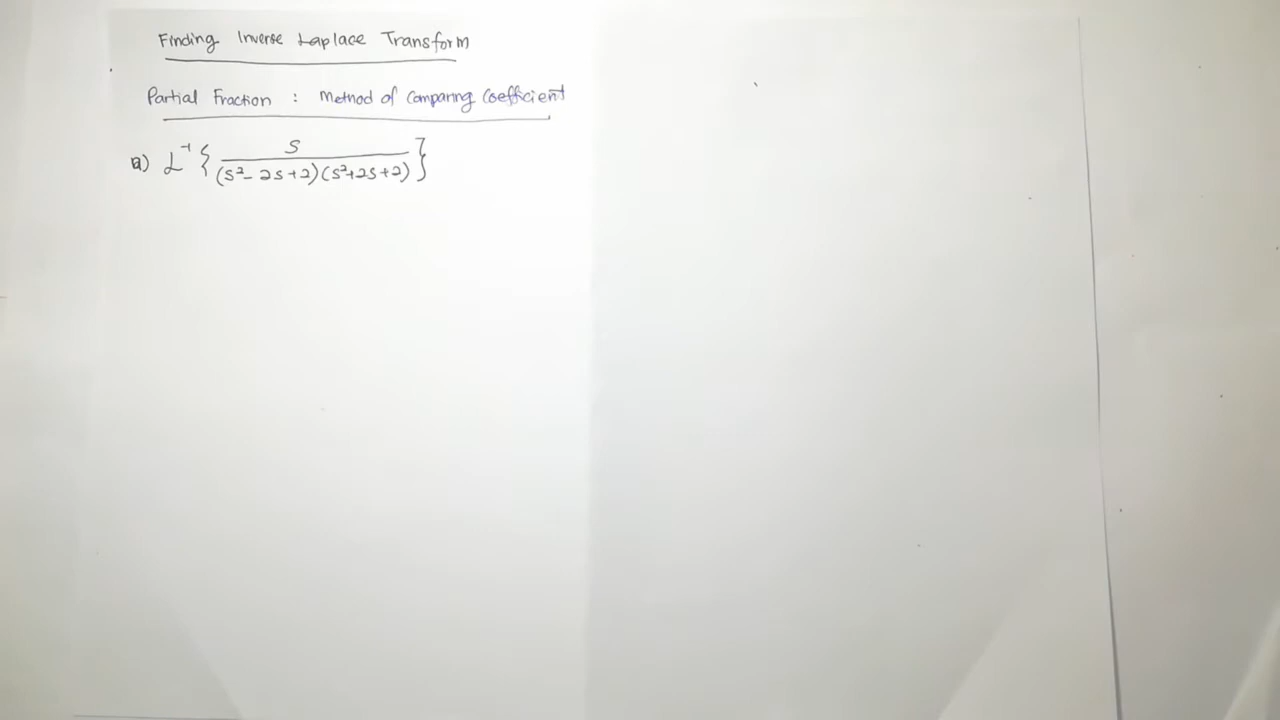 Finding Inverse Laplace Transform
Partial Fraction : Method of Comparing Coefficient
a) ℒ⁻¹ { s / (s² - 2s + 2)(s² + 2s + 2) }